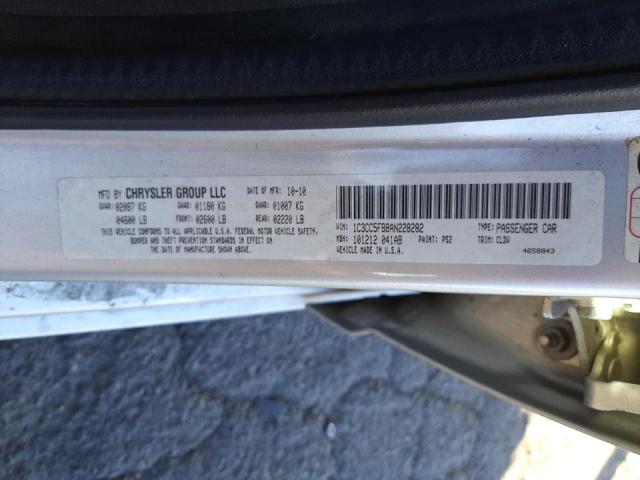 MFD BY CHRYSLER GROUP LLC DATE OF MFR 10-10
GVWR: 02087 KG GAWR: 01180 KG GAWR: 01007 KG
04600 LB FRONT: 02600 LB REAR: 02220 LB
THIS VEHICLE CONFORMS TO ALL APPLICABLE U.S.A. FEDERAL MOTOR VEHICLE SAFETY,
BUMPER AND THEFT PREVENTION STANDARDS IN EFFECT ON
THE DATE OF MANUFACTURE SHOWN ABOVE.
VIN: 1C3CC5FB8AN228282 TYPE: PASSENGER CAR
MDH: 101212 041AB PAINT: PS2 TRIM: CLDV
VEHICLE MADE IN U.S.A. 4658843